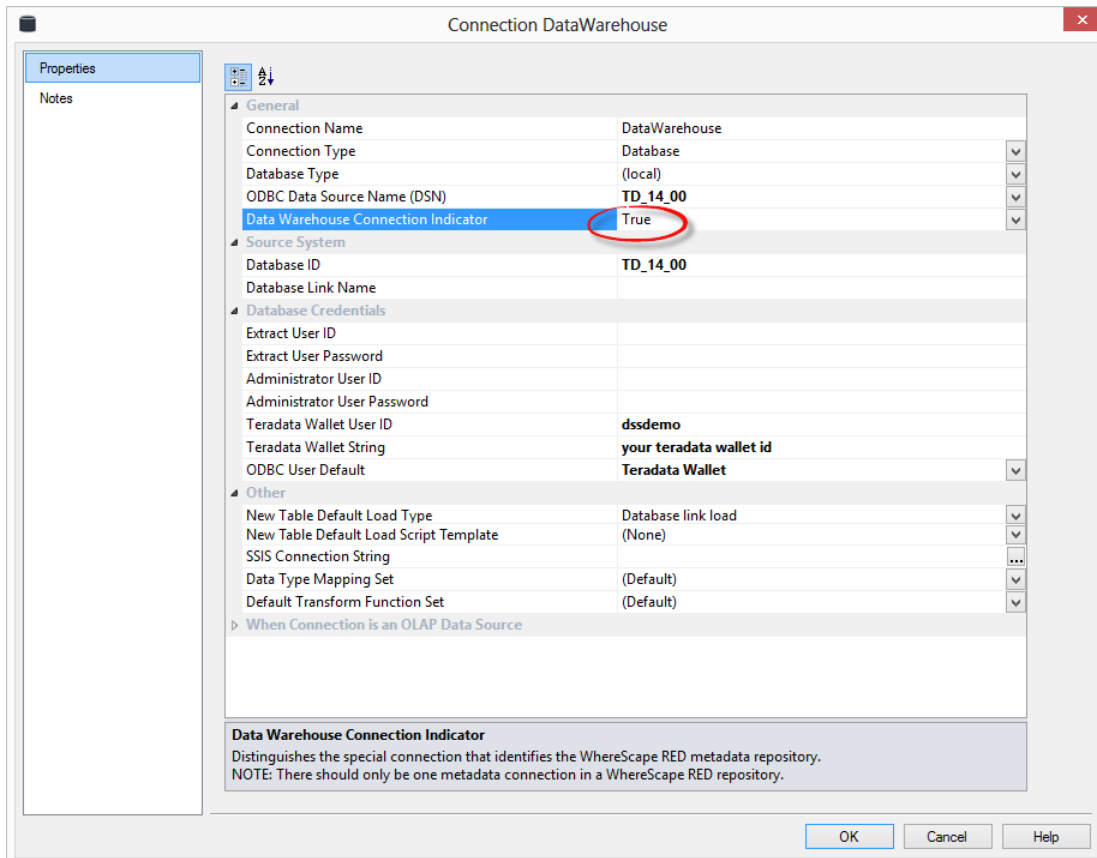 Connection DataWarehouse
Properties
Notes
General
Connection Name DataWarehouse
Connection Type Database
Database Type (local)
ODBC Data Source Name (DSN) TD_14_00
Data Warehouse Connection Indicator True
Source System
Database ID TD_14_00
Database Link Name
Database Credentials
Extract User ID
Extract User Password
Administrator User ID
Administrator User Password
Teradata Wallet User ID dssdemo
Teradata Wallet String your teradata wallet id
ODBC User Default Teradata Wallet
Other
New Table Default Load Type Database link load
New Table Default Load Script Template (None)
SSIS Connection String ...
Data Type Mapping Set (Default)
Default Transform Function Set (Default)
When Connection is an OLAP Data Source
Data Warehouse Connection Indicator
Distinguishes the special connection that identifies the WhereScape RED metadata repository.
NOTE: There should only be one metadata connection in a WhereScape RED repository.
OK Cancel Help